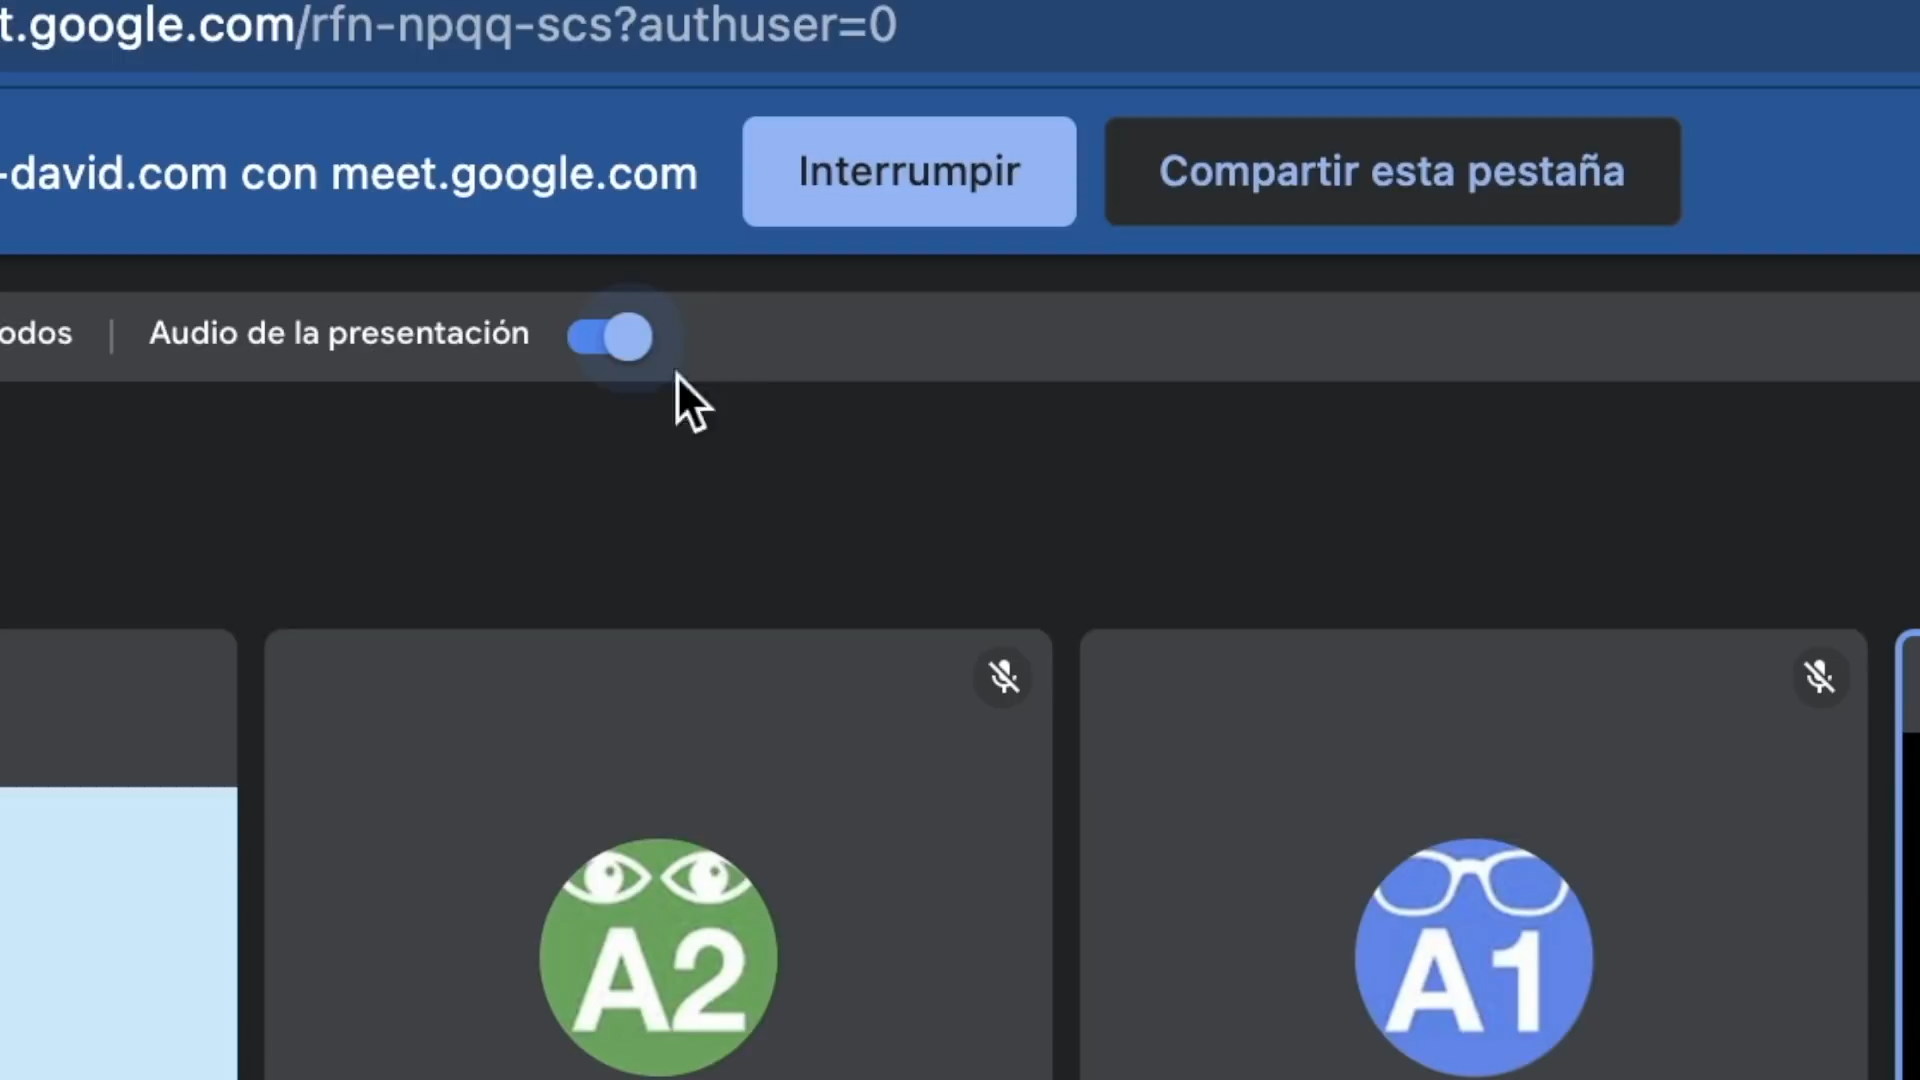 t.google.com/rfn-npqq-scs?authuser=0
-david.com con meet.google.com
Interrumpir
Compartir esta pestaña
odos | Audio de la presentación
A2
A1